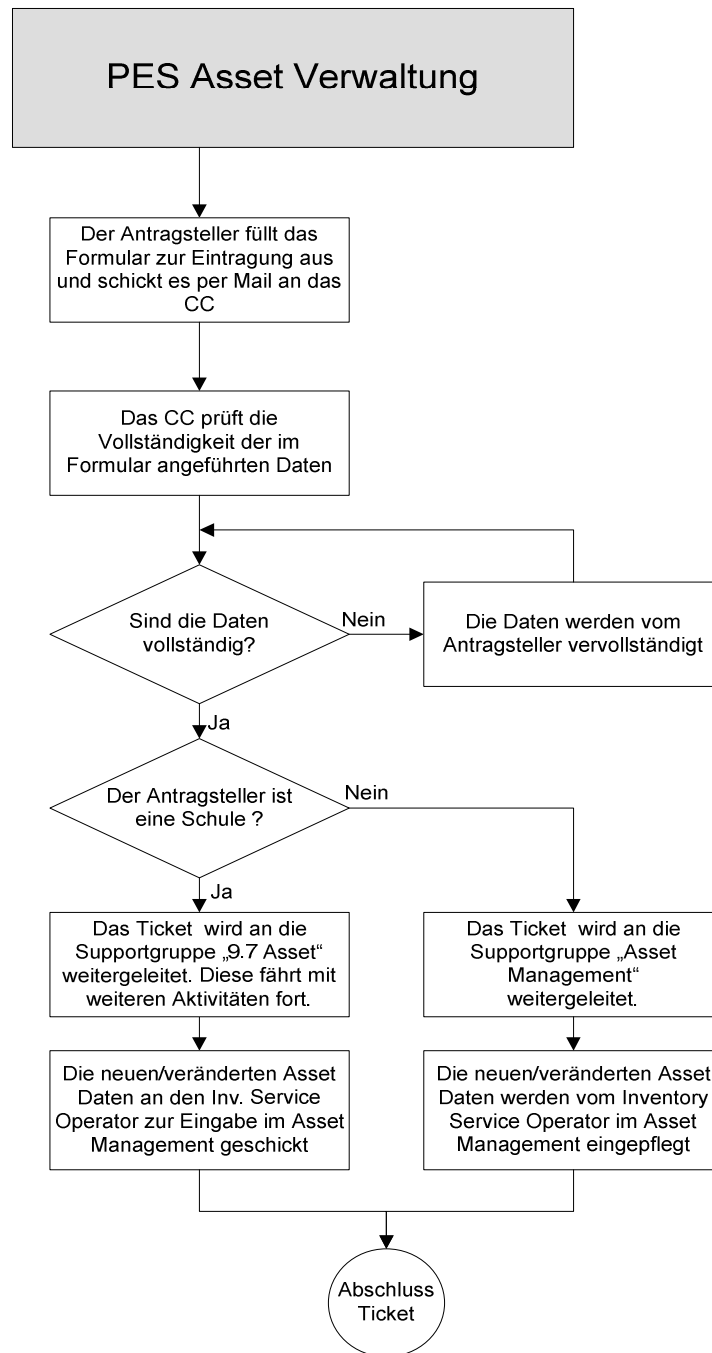 PES Asset Verwaltung
Der Antragsteller füllt das
Formular zur Eintragung aus
und schickt es per Mail an das
CC
Das CC prüft die
Vollständigkeit der im
Formular angeführten Daten
Sind die Daten
vollständig?
Nein
Die Daten werden vom
Antragsteller vervollständigt
Ja
Der Antragsteller ist
eine Schule ?
Nein
Ja
Das Ticket  wird an die
Supportgruppe „9.7 Asset“
weitergeleitet. Diese fährt mit
weiteren Aktivitäten fort.
Das Ticket  wird an die
Supportgruppe „Asset
Management“
weitergeleitet.
Die neuen/veränderten Asset
Daten an den Inv. Service
Operator zur Eingabe im Asset
Management geschickt
Die neuen/veränderten Asset
Daten werden vom Inventory
Service Operator im Asset
Management eingepflegt
Abschluss
Ticket